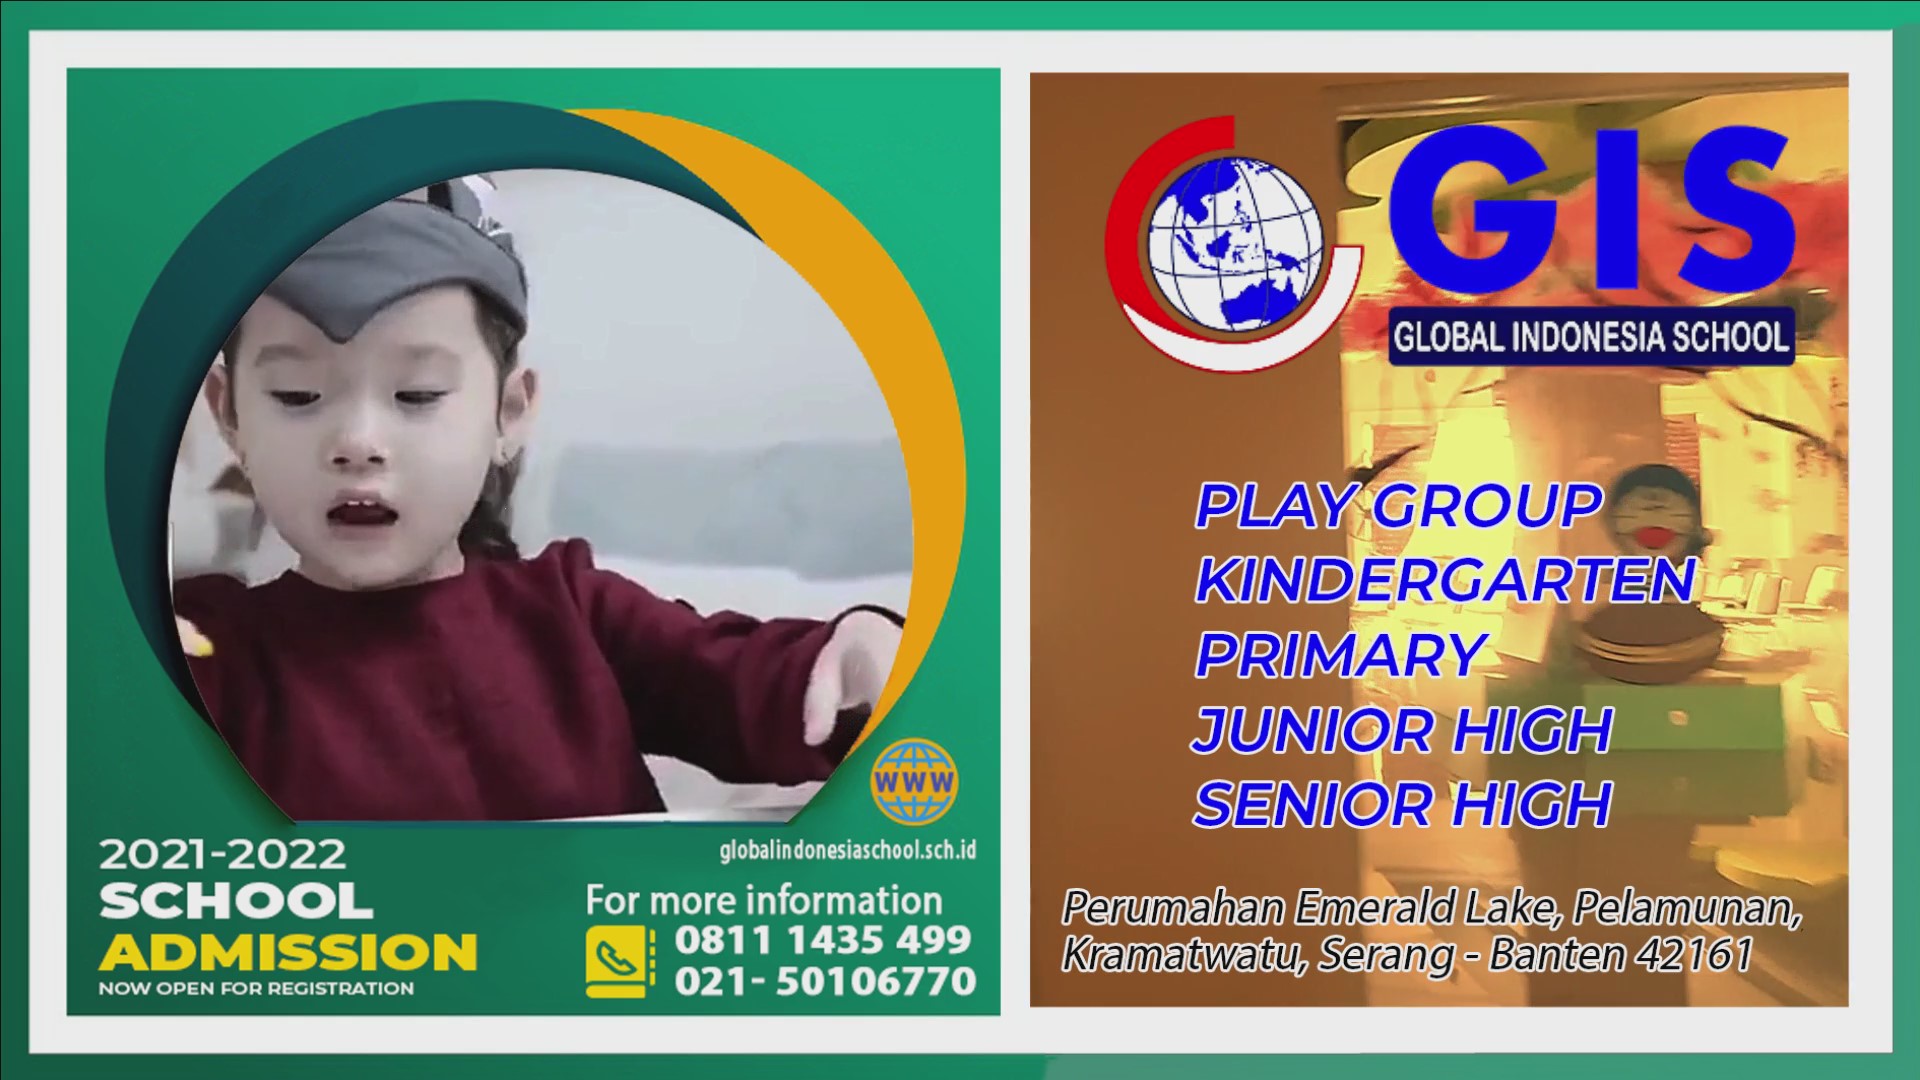 WWW
globalindonesiaschool.sch.id
2021-2022
SCHOOL
ADMISSION
NOW OPEN FOR REGISTRATION
For more information
0811 1435 499
021- 50106770
GIS
GLOBAL INDONESIA SCHOOL
PLAY GROUP
KINDERGARTEN
PRIMARY
JUNIOR HIGH
SENIOR HIGH
Perumahan Emerald Lake, Pelamunan,
Kramatwatu, Serang - Banten 42161